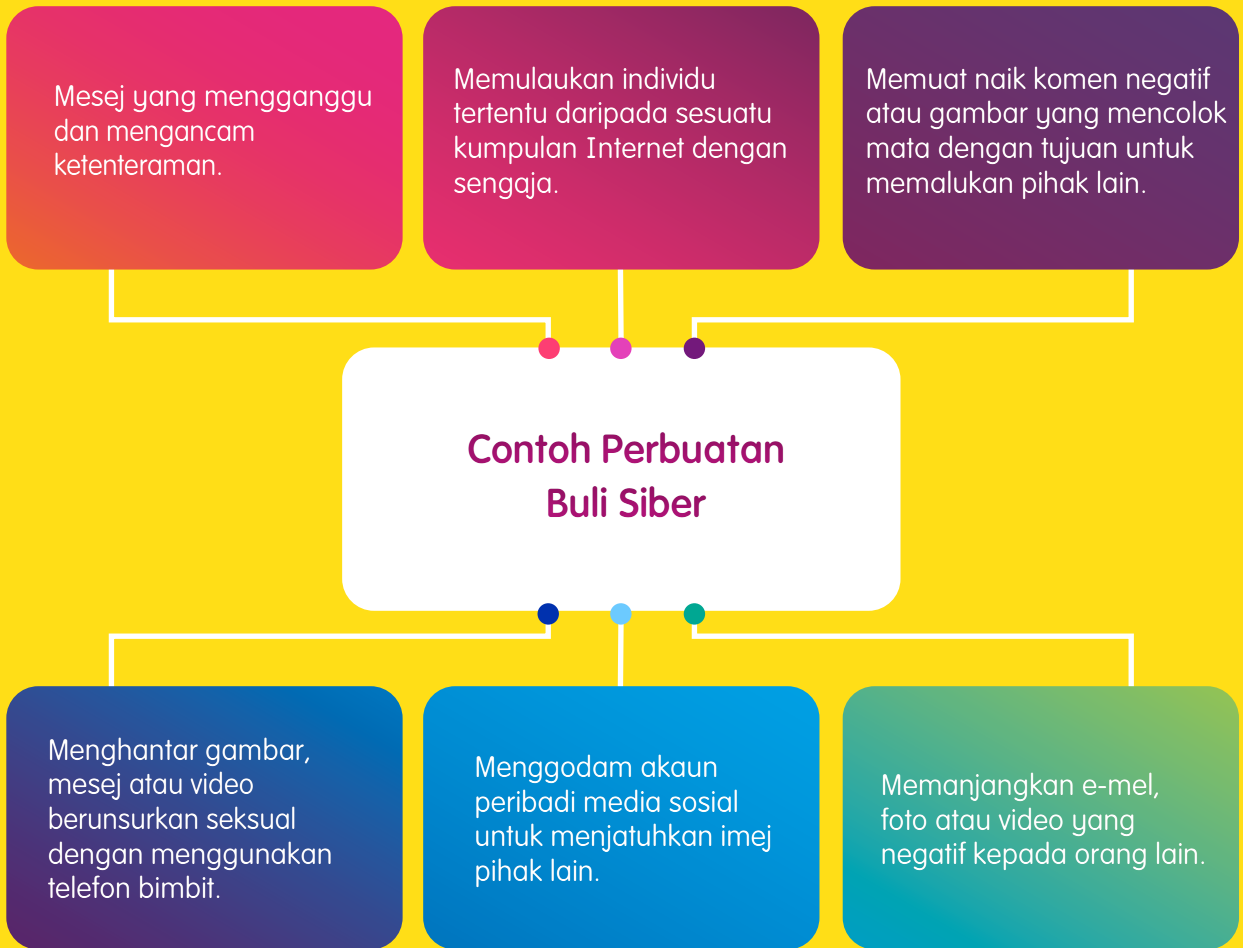 Mesej yang mengganggu
dan mengancam
ketenteraman.
Memulaukan individu
tertentu daripada sesuatu
kumpulan Internet dengan
sengaja.
Memuat naik komen negatif
atau gambar yang mencolok
mata dengan tujuan untuk
memalukan pihak lain.
Contoh Perbuatan
Buli Siber
Menghantar gambar,
mesej atau video
berunsurkan seksual
dengan menggunakan
telefon bimbit.
Menggodam akaun
peribadi media sosial
untuk menjatuhkan imej
pihak lain.
Memanjangkan e-mel,
foto atau video yang
negatif kepada orang lain.